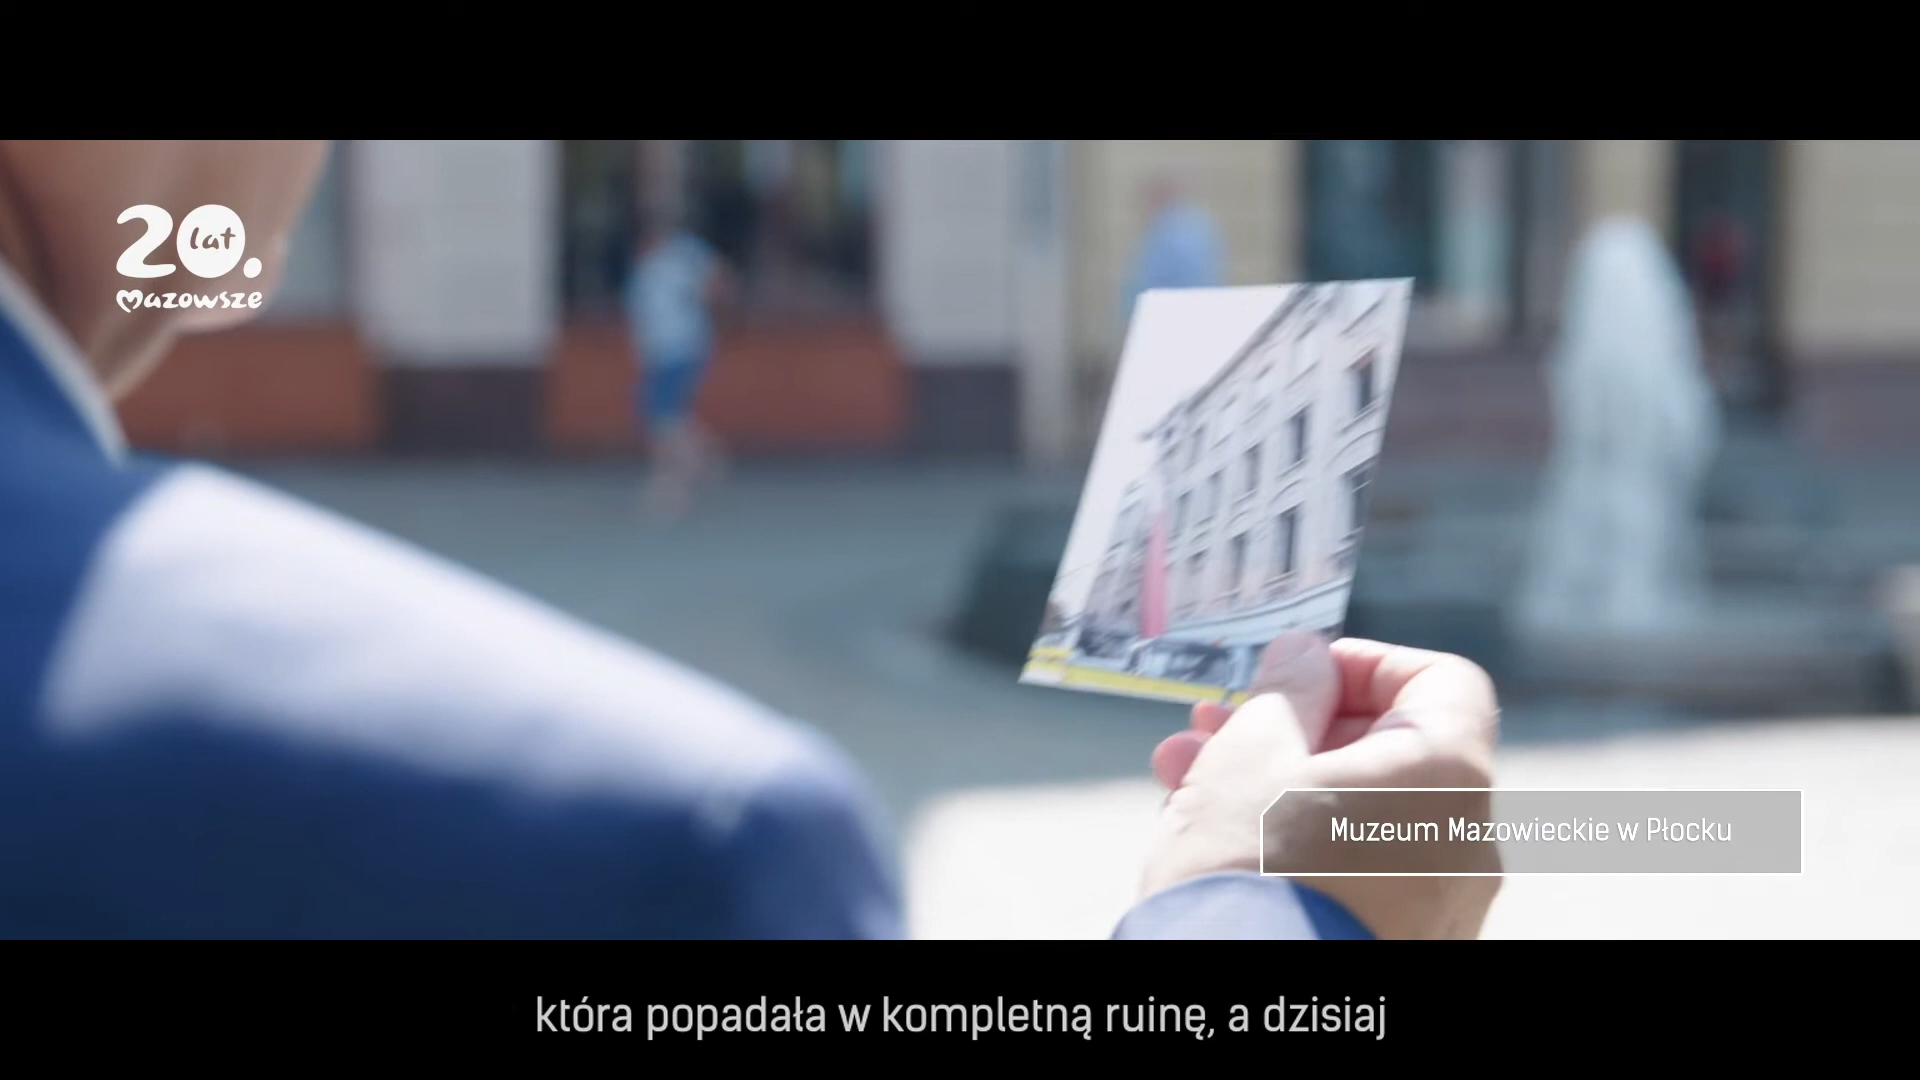 20 lat.
Mazowsze
Muzeum Mazowieckie w Płocku
która popadała w kompletną ruinę, a dzisiaj